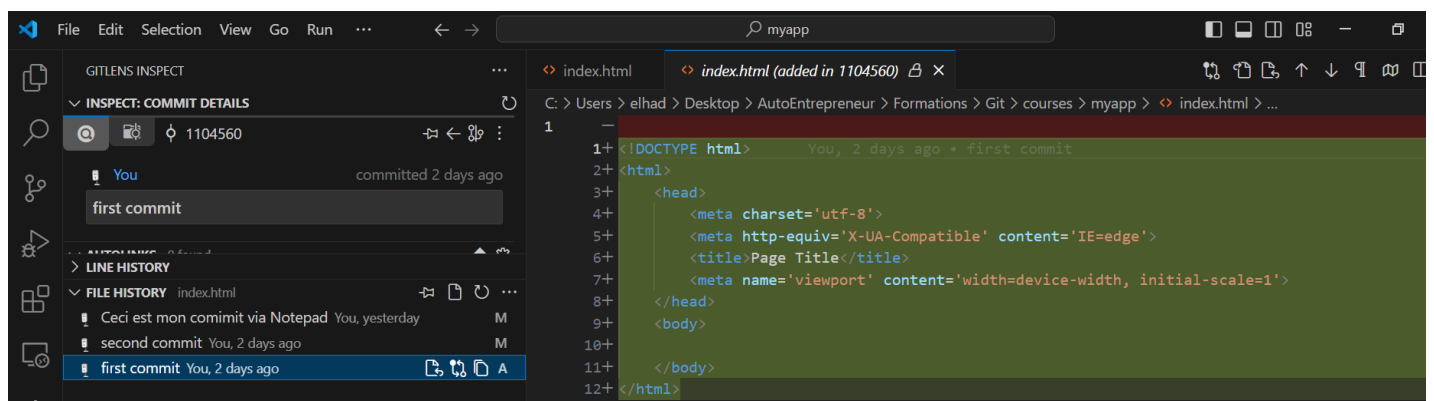 File Edit Selection View Go Run ··· ← → myapp
GITLENS INSPECT ···
INSPECT: COMMIT DETAILS
1104560
You committed 2 days ago
first commit
LINE HISTORY
FILE HISTORY index.html
Ceci est mon comimit via Notepad You, yesterday M
second commit You, 2 days ago M
first commit You, 2 days ago A
index.html index.html (added in 1104560)
C: > Users > elhad > Desktop > AutoEntrepreneur > Formations > Git > courses > myapp > index.html > ...
1 —
1+ <!DOCTYPE html> You, 2 days ago • first commit
2+ <html>
3+ <head>
4+ <meta charset='utf-8'>
5+ <meta http-equiv='X-UA-Compatible' content='IE=edge'>
6+ <title>Page Title</title>
7+ <meta name='viewport' content='width=device-width, initial-scale=1'>
8+ </head>
9+ <body>
10+
11+ </body>
12+ </html>